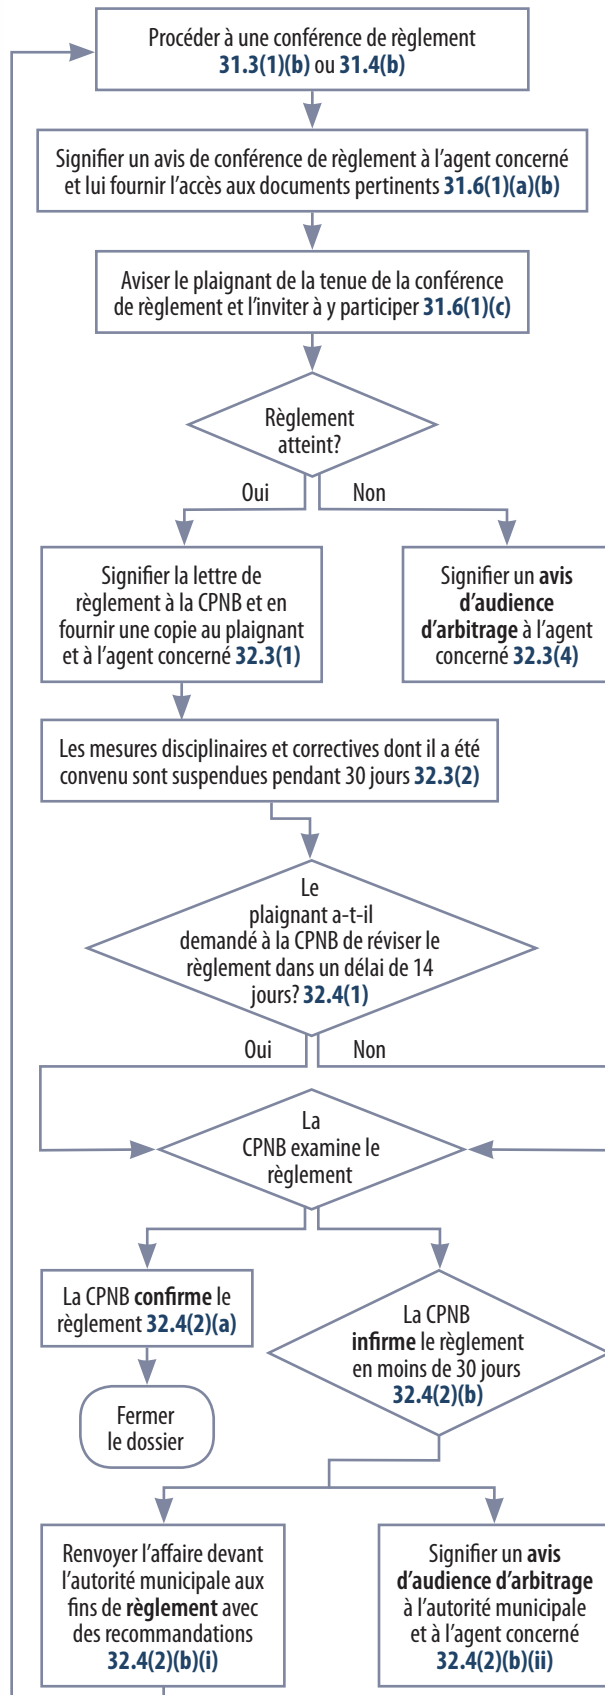 Procéder à une conférence de règlement
31.3(1)(b) ou 31.4(b)
Signifier un avis de conférence de règlement à l'agent concerné
et lui fournir l'accès aux documents pertinents 31.6(1)(a)(b)
Aviser le plaignant de la tenue de la conférence
de règlement et l'inviter à y participer 31.6(1)(c)
Règlement
atteint?
Oui
Non
Signifier la lettre de
règlement à la CPNB et en
fournir une copie au plaignant
et à l'agent concerné 32.3(1)
Signifier un avis
d'audience
d'arbitrage à l'agent
concerné 32.3(4)
Les mesures disciplinaires et correctives dont il a été
convenu sont suspendues pendant 30 jours 32.3(2)
Le
plaignant a-t-il
demandé à la CPNB de réviser le
règlement dans un délai de 14
jours? 32.4(1)
Oui
Non
La
CPNB examine le
règlement
La CPNB confirme le
règlement 32.4(2)(a)
La CPNB
infirme le règlement
en moins de 30 jours
32.4(2)(b)
Fermer
le dossier
Renvoyer l'affaire devant
l'autorité municipale aux
fins de règlement avec
des recommandations
32.4(2)(b)(i)
Signifier un avis
d'audience d'arbitrage
à l'autorité municipale
et à l'agent concerné
32.4(2)(b)(ii)